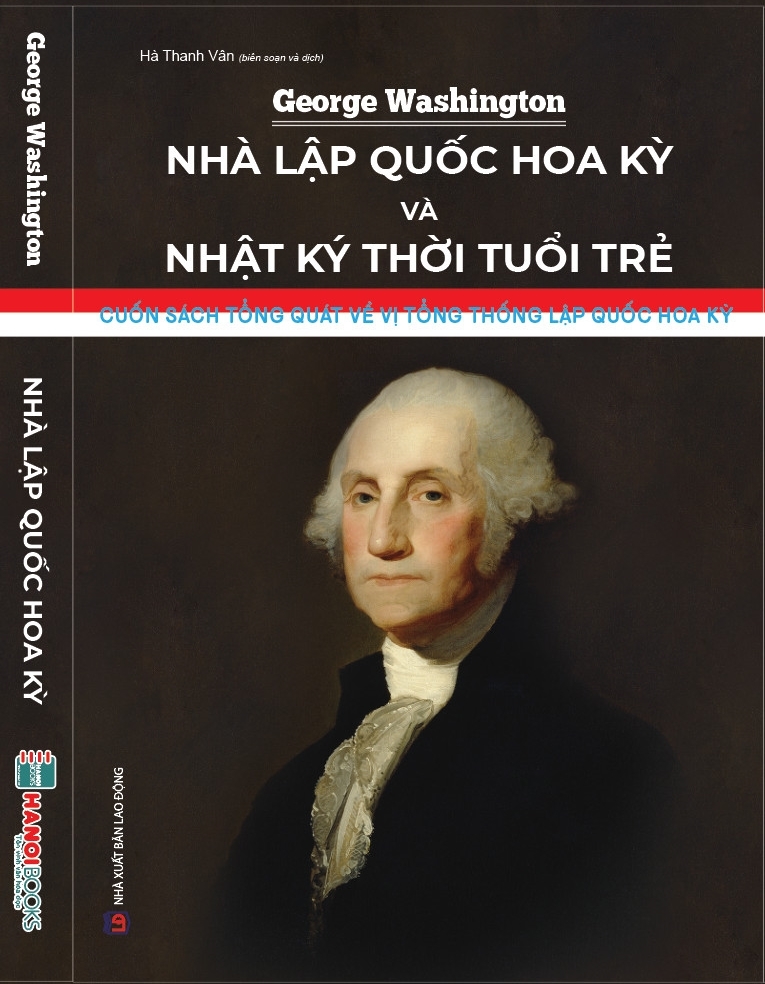 George Washington
NHÀ LẬP QUỐC HOA KỲ
HANOIBOOKS
Hà Thanh Vân (biên soạn và dịch)
George Washington
NHÀ LẬP QUỐC HOA KỲ
VÀ
NHẬT KÝ THỜI TUỔI TRẺ
CUỐN SÁCH TỔNG QUÁT VỀ VỊ TỔNG THỐNG LẬP QUỐC HOA KỲ
NHÀ XUẤT BẢN LAO ĐỘNG
LĐ